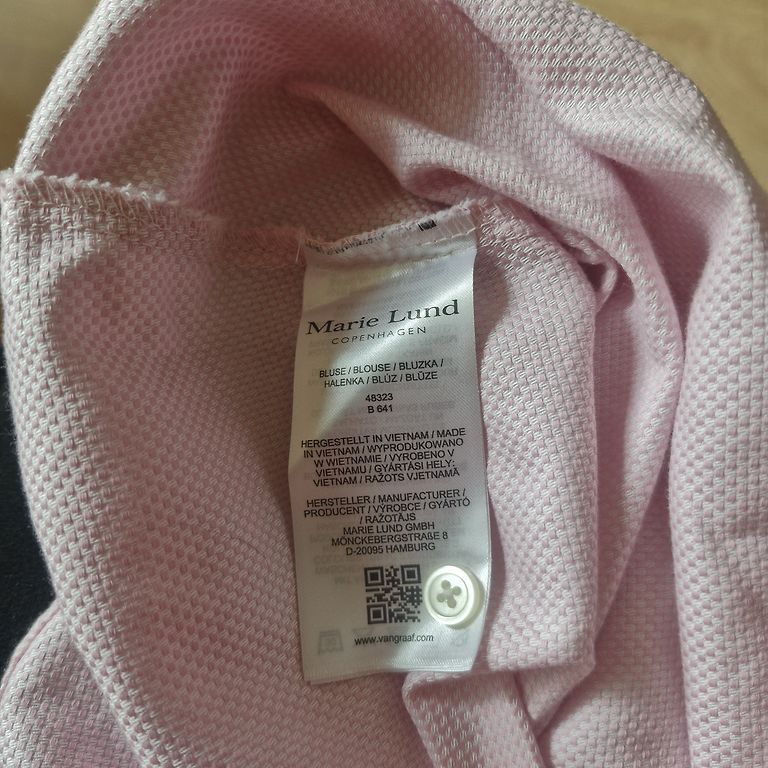 Marie Lund
COPENHAGEN
BLUSE / BLOUSE / BLUZKA /
HALENKA / BLÚZ / BLŪZE
48323
B 641
HERGESTELLT IN VIETNAM / MADE
IN VIETNAM / WYPRODUKOWANO
W WIETNAMIE / VYROBENO V
VIETNAMU / GYÁRTÁSI HELY:
VIETNAM / RAŽOTS VJETNAMĀ
HERSTELLER / MANUFACTURER /
PRODUCENT / VÝROBCE / GYÁRTÓ
/ RAŽOTĀJS
MARIE LUND GMBH
MÖNCKEBERGSTRAßE 8
D-20095 HAMBURG
www.vangraaf.com